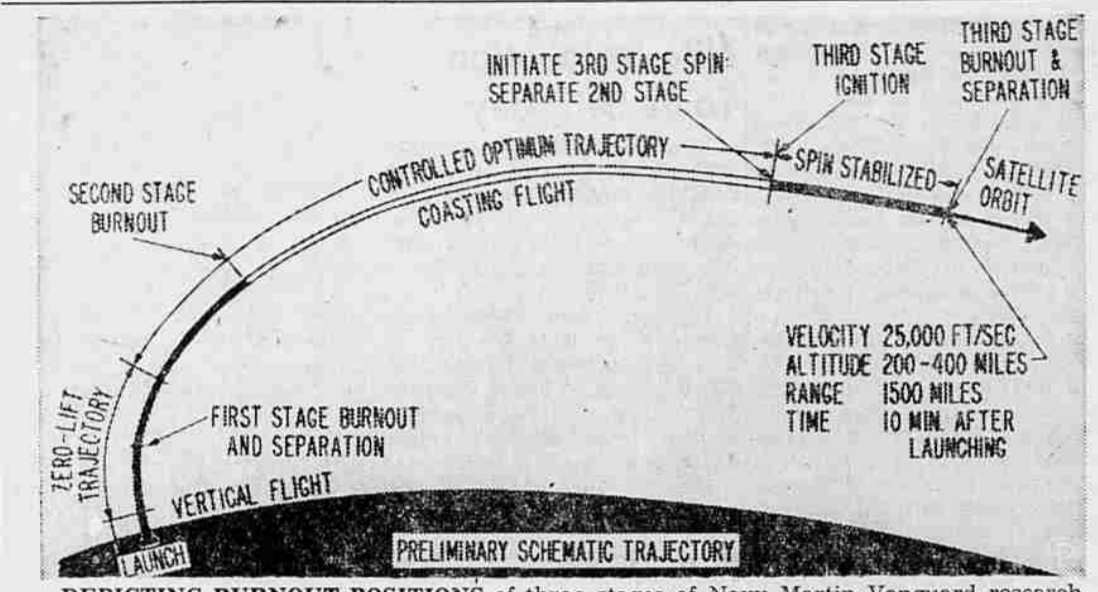 THIRD STAGE
BURNOUT &
SEPARATION
THIRD STAGE
IGNITION
INITIATE 3RD STAGE SPIN-
SEPARATE 2ND STAGE
CONTROLLED OPTIMUM TRAJECTORY
SPIN STABILIZED
SATELLITE
ORBIT
SECOND STAGE
BURNOUT
COASTING FLIGHT
VELOCITY 25,000 FT/SEC
ALTITUDE 200-400 MILES
RANGE 1500 MILES
TIME 10 MIN. AFTER
LAUNCHING
ZERO-LIFT
TRAJECTORY
FIRST STAGE BURNOUT
AND SEPARATION
VERTICAL FLIGHT
LAUNCH
PRELIMINARY SCHEMATIC TRAJECTORY
DEPICTING BURNOUT POSITIONS of three stages of Navy Martin Vanguard research